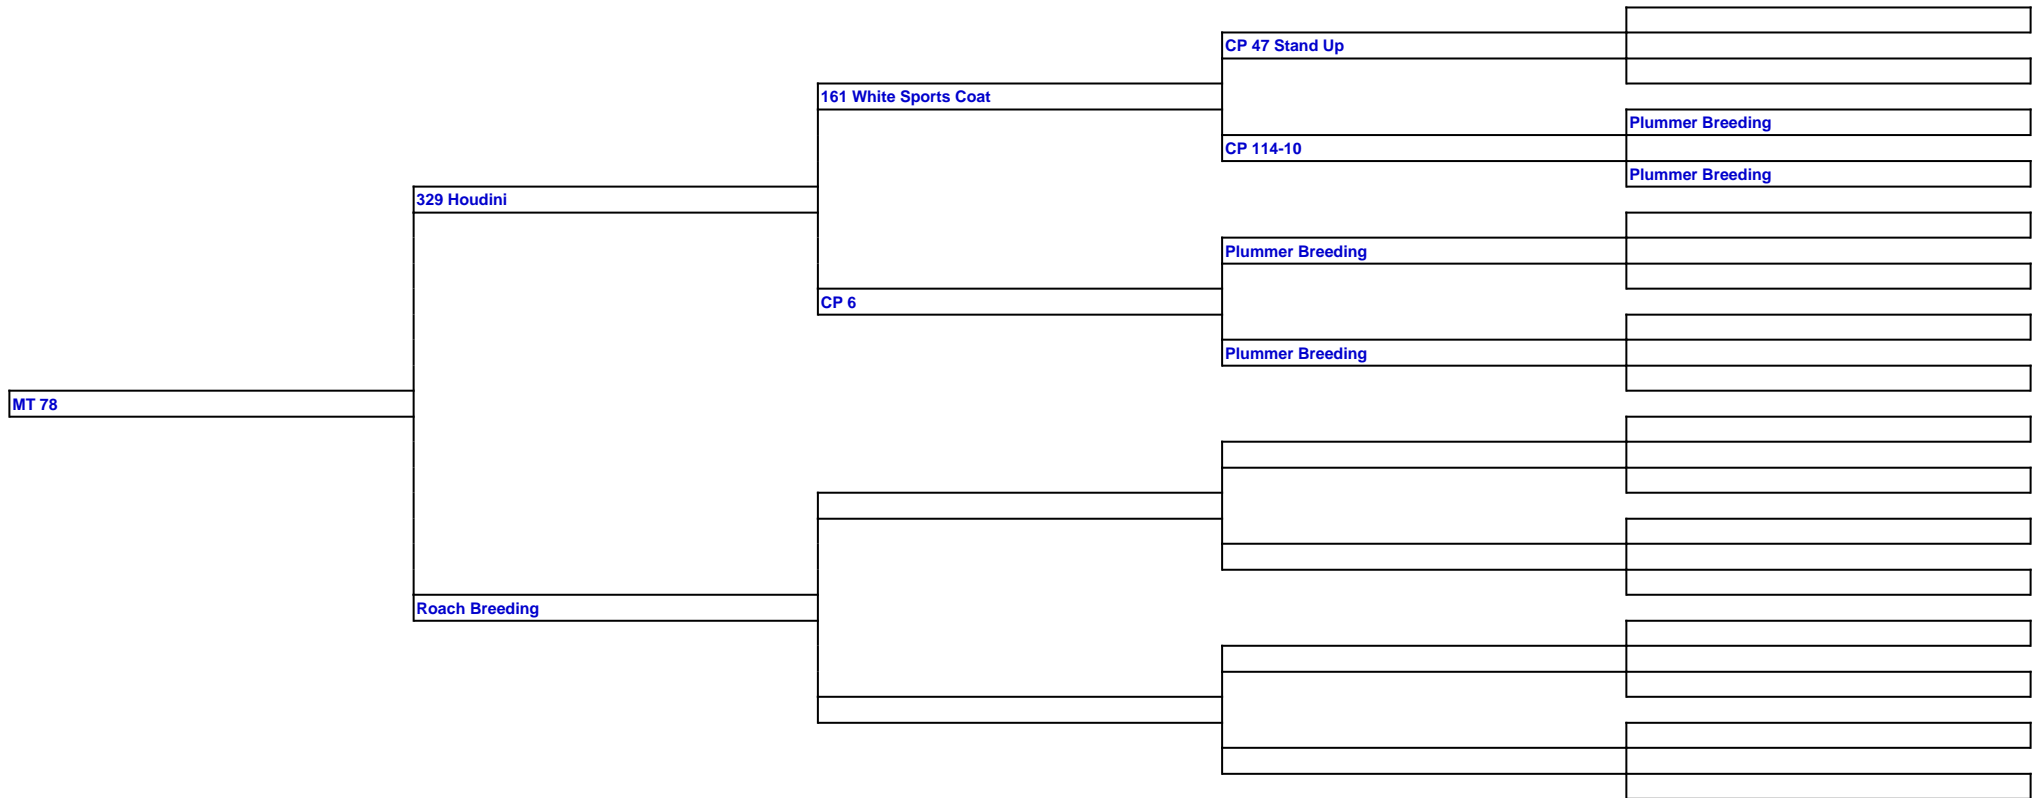 CP 47 Stand Up
161 White Sports Coat
Plummer Breeding
CP 114-10
Plummer Breeding
329 Houdini
Plummer Breeding
CP 6
Plummer Breeding
MT 78
Roach Breeding